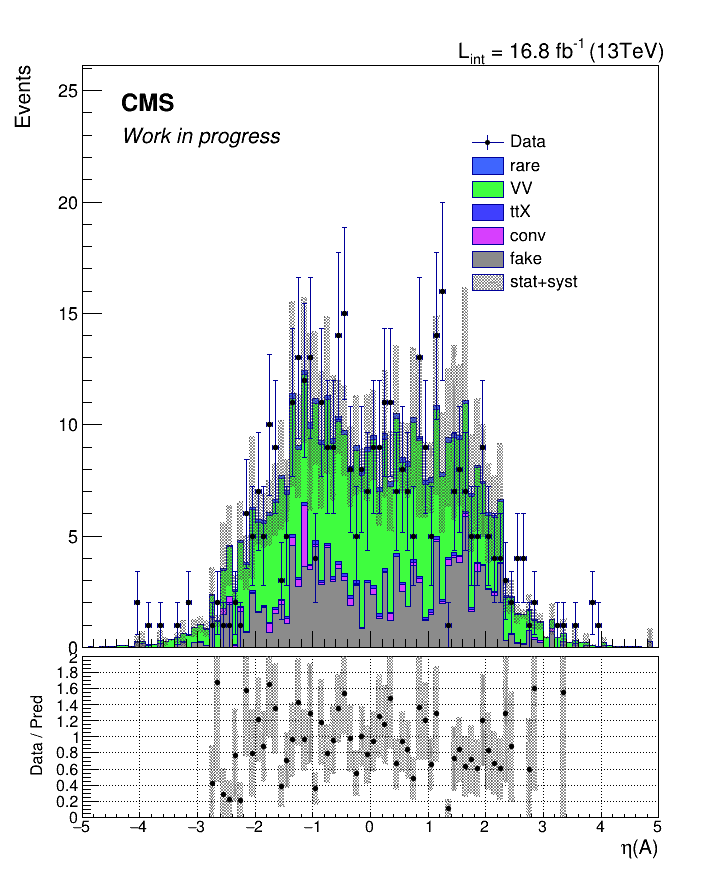 L_int = 16.8 fb^-1 (13TeV)
Events
CMS
Work in progress
Data
rare
VV
ttX
conv
fake
stat+syst
25
20
15
10
5
0
Data / Pred
2
1.8
1.6
1.4
1.2
1
0.8
0.6
0.4
0.2
0
−5 −4 −3 −2 −1 0 1 2 3 4 5
η(A)